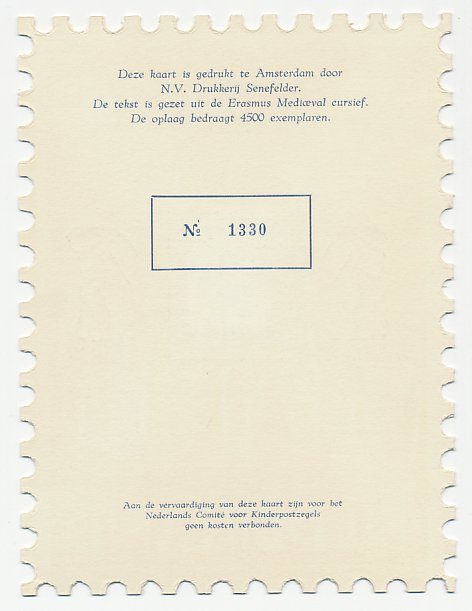 Deze kaart is gedrukt te Amsterdam door
N.V. Drukkerij Senefelder.
De tekst is gezet uit de Erasmus Mediæval cursief.
De oplaag bedraagt 4500 exemplaren.
№ 1330
Aan de vervaardiging van deze kaart zijn voor het
Nederlands Comité voor Kinderpostzegels
geen kosten verbonden.